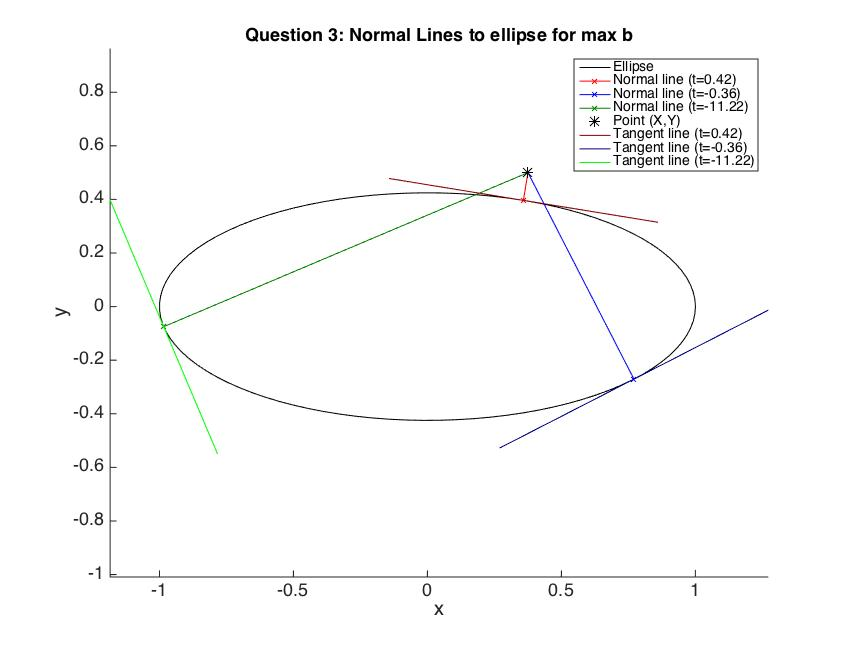 Question 3: Normal Lines to ellipse for max b
Ellipse
Normal line (t=0.42)
Normal line (t=-0.36)
Normal line (t=-11.22)
Point (X,Y)
Tangent line (t=0.42)
Tangent line (t=-0.36)
Tangent line (t=-11.22)
0.8
0.6
0.4
0.2
0
-0.2
-0.4
-0.6
-0.8
-1
y
-1 -0.5 0 0.5 1
x